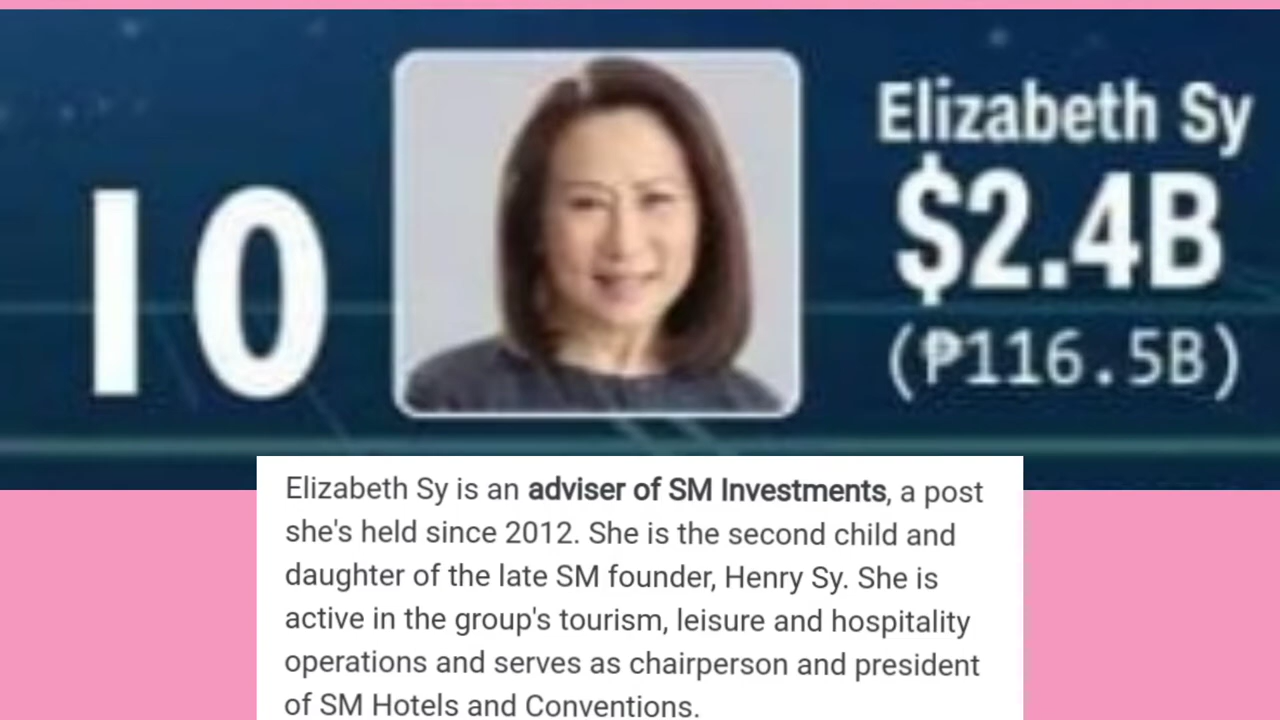 10
Elizabeth Sy
$2.4B
(₱116.5B)
Elizabeth Sy is an adviser of SM Investments, a post
she's held since 2012. She is the second child and
daughter of the late SM founder, Henry Sy. She is
active in the group's tourism, leisure and hospitality
operations and serves as chairperson and president
of SM Hotels and Conventions.